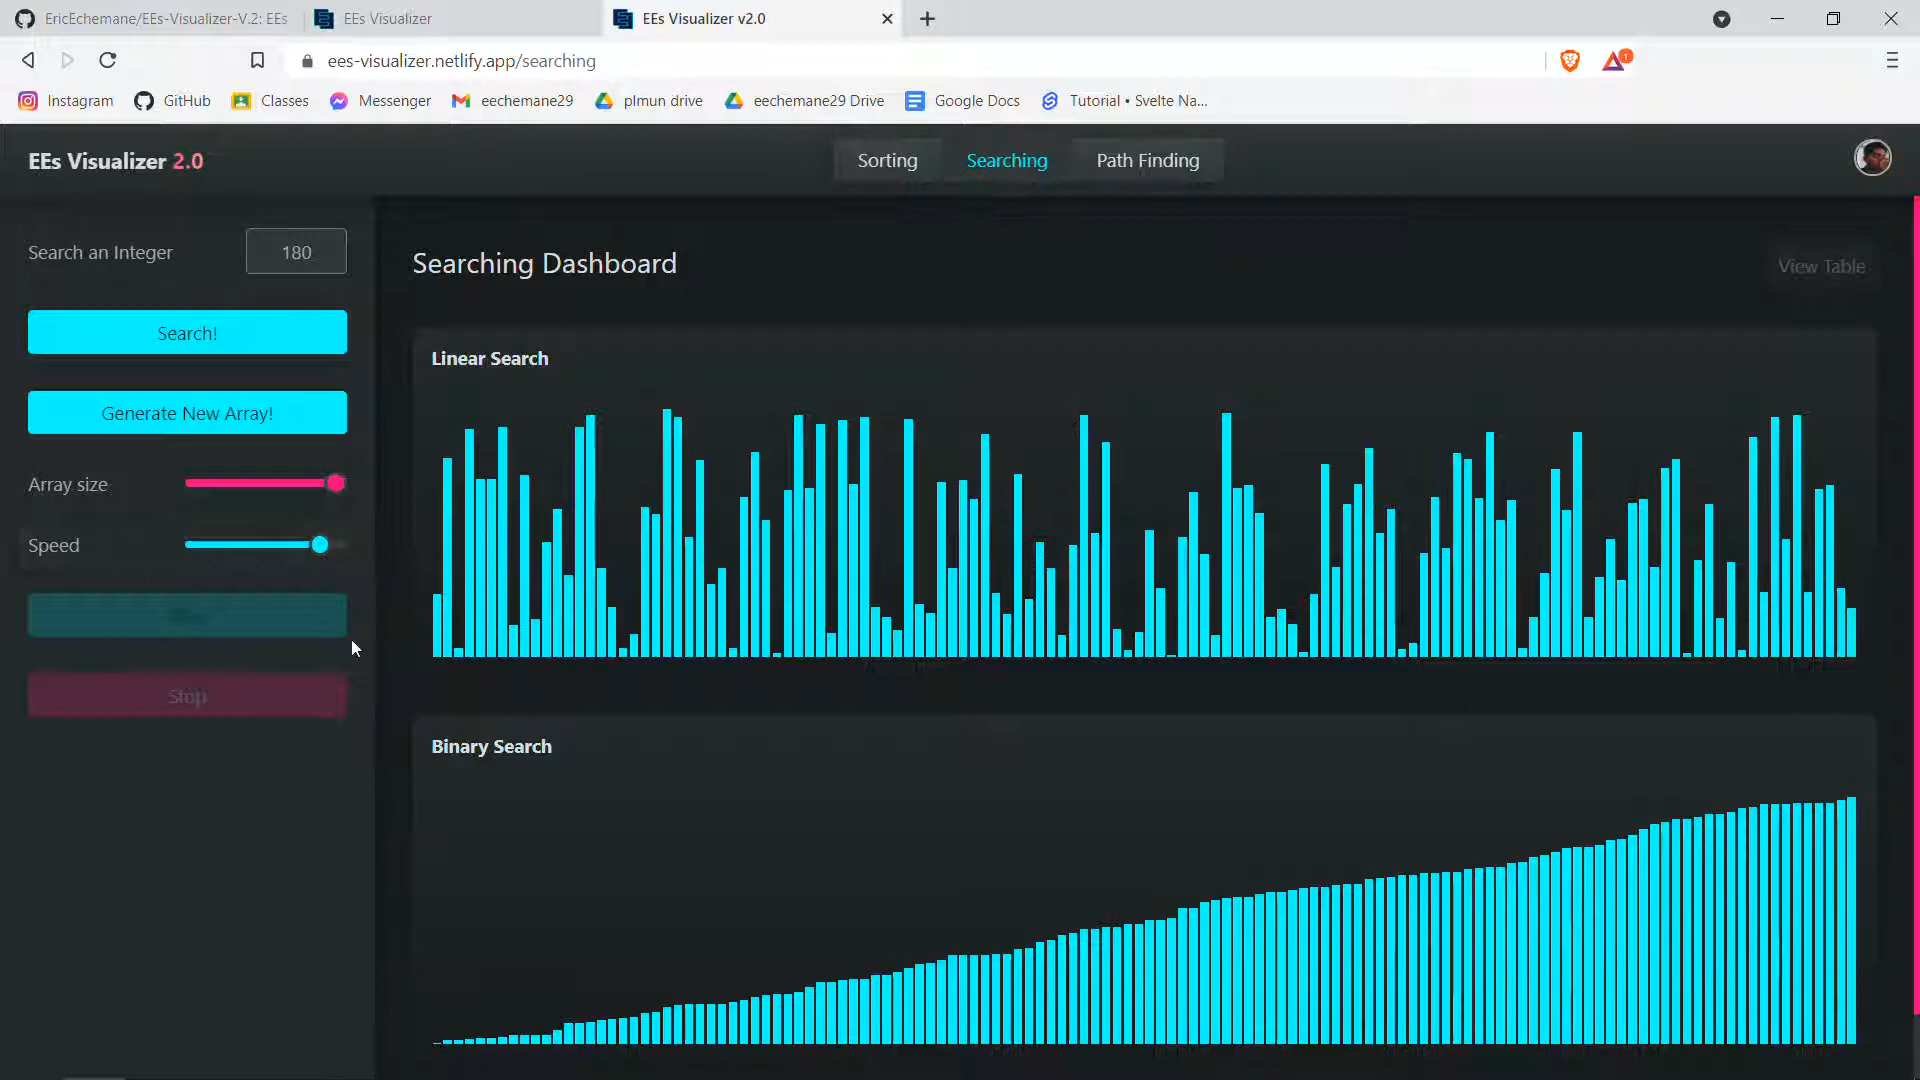 EricEchemane/EEs-Visualizer-V.2: EEs
EEs Visualizer
EEs Visualizer v2.0
ees-visualizer.netlify.app/searching
1
Instagram
GitHub
Classes
Messenger
eechemane29
plmun drive
eechemane29 Drive
Google Docs
Tutorial • Svelte Na...
EEs Visualizer 2.0
Sorting
Searching
Path Finding
Search an Integer
180
Search!
Generate New Array!
Array size
Speed
Stop
Searching Dashboard
View Table
Linear Search
Binary Search